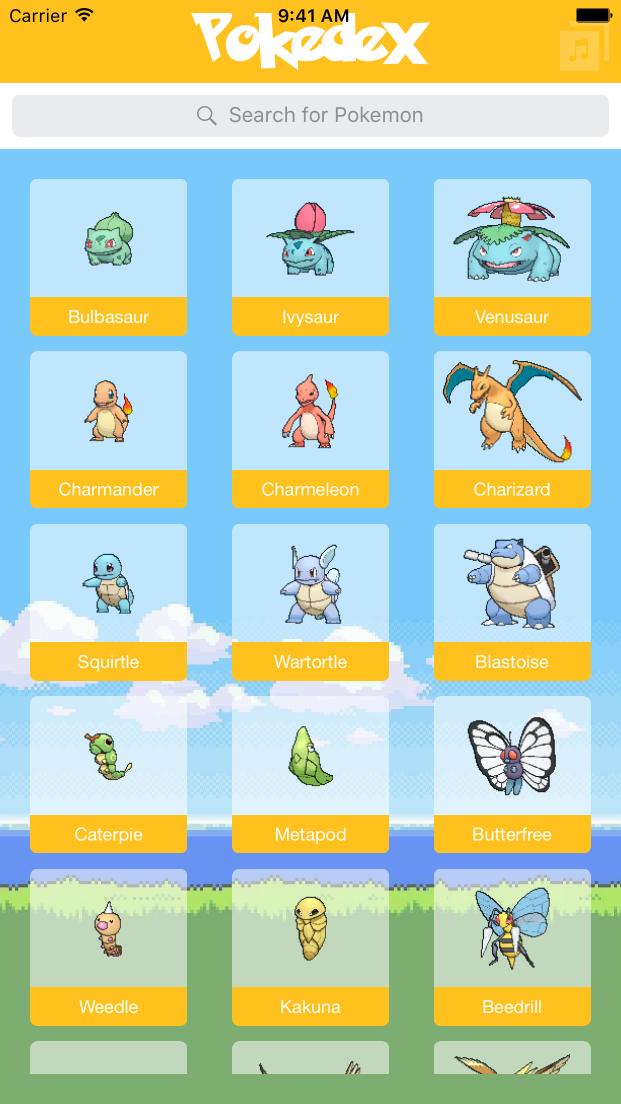 Carrier 9:41 AM
Pokedex
Search for Pokemon
Bulbasaur Ivysaur Venusaur
Charmander Charmeleon Charizard
Squirtle Wartortle Blastoise
Caterpie Metapod Butterfree
Weedle Kakuna Beedrill